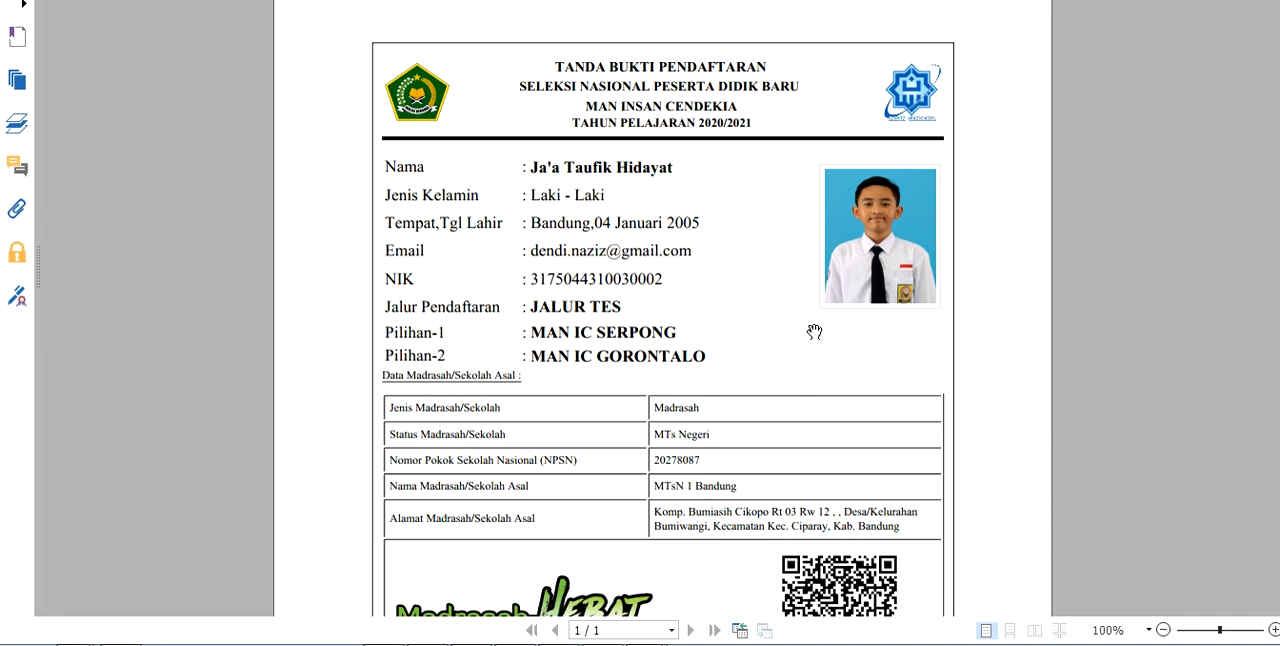 TANDA BUKTI PENDAFTARAN
SELEKSI NASIONAL PESERTA DIDIK BARU
MAN INSAN CENDEKIA
TAHUN PELAJARAN 2020/2021
Nama : Ja'a Taufik Hidayat
Jenis Kelamin : Laki - Laki
Tempat,Tgl Lahir : Bandung,04 Januari 2005
Email : dendi.naziz@gmail.com
NIK : 3175044310030002
Jalur Pendaftaran : JALUR TES
Pilihan-1 : MAN IC SERPONG
Pilihan-2 : MAN IC GORONTALO
Data Madrasah/Sekolah Asal :
Jenis Madrasah/Sekolah Madrasah
Status Madrasah/Sekolah MTs Negeri
Nomor Pokok Sekolah Nasional (NPSN) 20278087
Nama Madrasah/Sekolah Asal MTsN 1 Bandung
Alamat Madrasah/Sekolah Asal Komp. Bumiasih Cikopo Rt 03 Rw 12 , , Desa/Kelurahan
Bumiwangi, Kecamatan Kec. Ciparay, Kab. Bandung
Madrasah HEBAT
1 / 1
100%